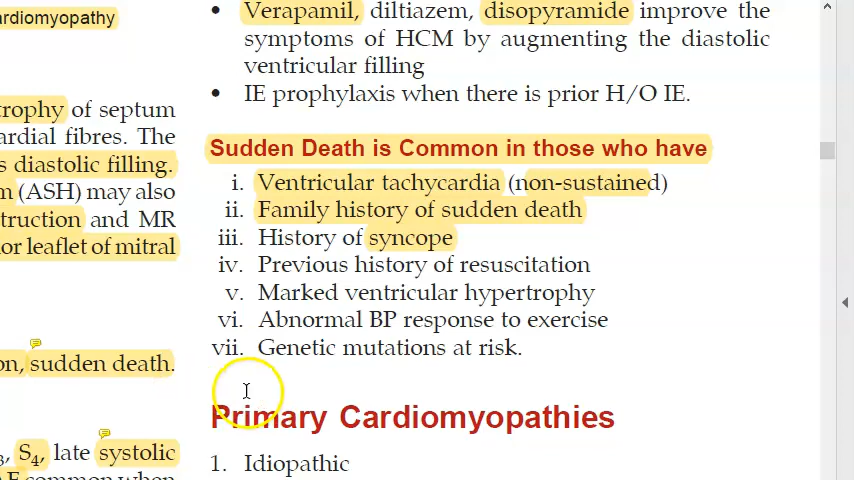 ardiomyopathy
trophy of septum
ardial fibres. The
s diastolic filling.
(ASH) may also
truction and MR
or leaflet of mitral
on, sudden death.
S4, late systolic
common when
• Verapamil, diltiazem, disopyramide improve the
symptoms of HCM by augmenting the diastolic
ventricular filling
• IE prophylaxis when there is prior H/O IE.
Sudden Death is Common in those who have
i. Ventricular tachycardia (non-sustained)
ii. Family history of sudden death
iii. History of syncope
iv. Previous history of resuscitation
v. Marked ventricular hypertrophy
vi. Abnormal BP response to exercise
vii. Genetic mutations at risk.
Primary Cardiomyopathies
1. Idiopathic